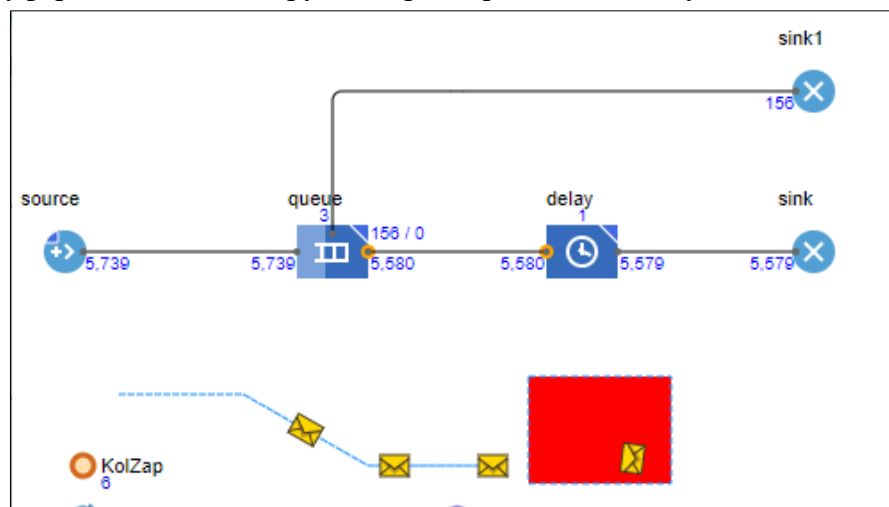 sink1
156
source
queue
delay
sink
3
1
156 / 0
5,739
5,739
5,580
5,580
5,579
5,579
KolZap
6